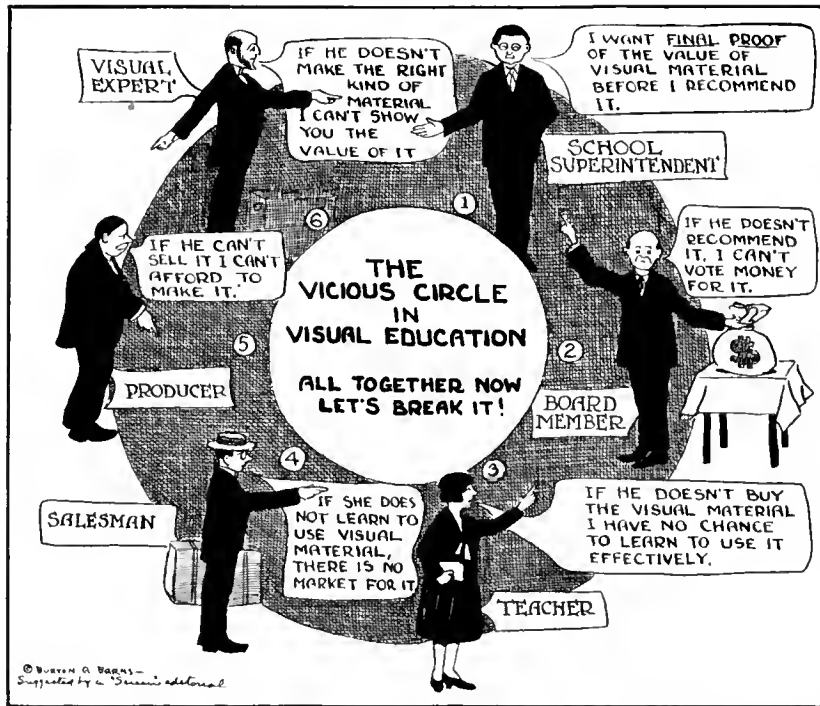 VISUAL
EXPERT
IF HE DOESN'T
MAKE THE RIGHT
KIND OF
MATERIAL
I CAN'T SHOW
YOU THE
VALUE OF IT
I WANT FINAL PROOF
OF THE VALUE OF
VISUAL MATERIAL
BEFORE I RECOMMEND
IT.
SCHOOL
SUPERINTENDENT
6
1
IF HE DOESN'T
RECOMMEND
IT, I CAN'T
VOTE MONEY
FOR IT.
IF HE CAN'T
SELL IT I CAN'T
AFFORD TO
MAKE IT.
THE
VICIOUS CIRCLE
IN
VISUAL EDUCATION
ALL TOGETHER NOW
LET'S BREAK IT!
5
2
PRODUCER
BOARD
MEMBER
4
3
SALESMAN
IF SHE DOES
NOT LEARN TO
USE VISUAL
MATERIAL,
THERE IS NO
MARKET FOR IT
IF HE DOESN'T BUY
THE VISUAL MATERIAL
I HAVE NO CHANCE
TO LEARN TO USE IT
EFFECTIVELY.
TEACHER
© BURTON A BARNS—
Suggested by a "Screen" editorial